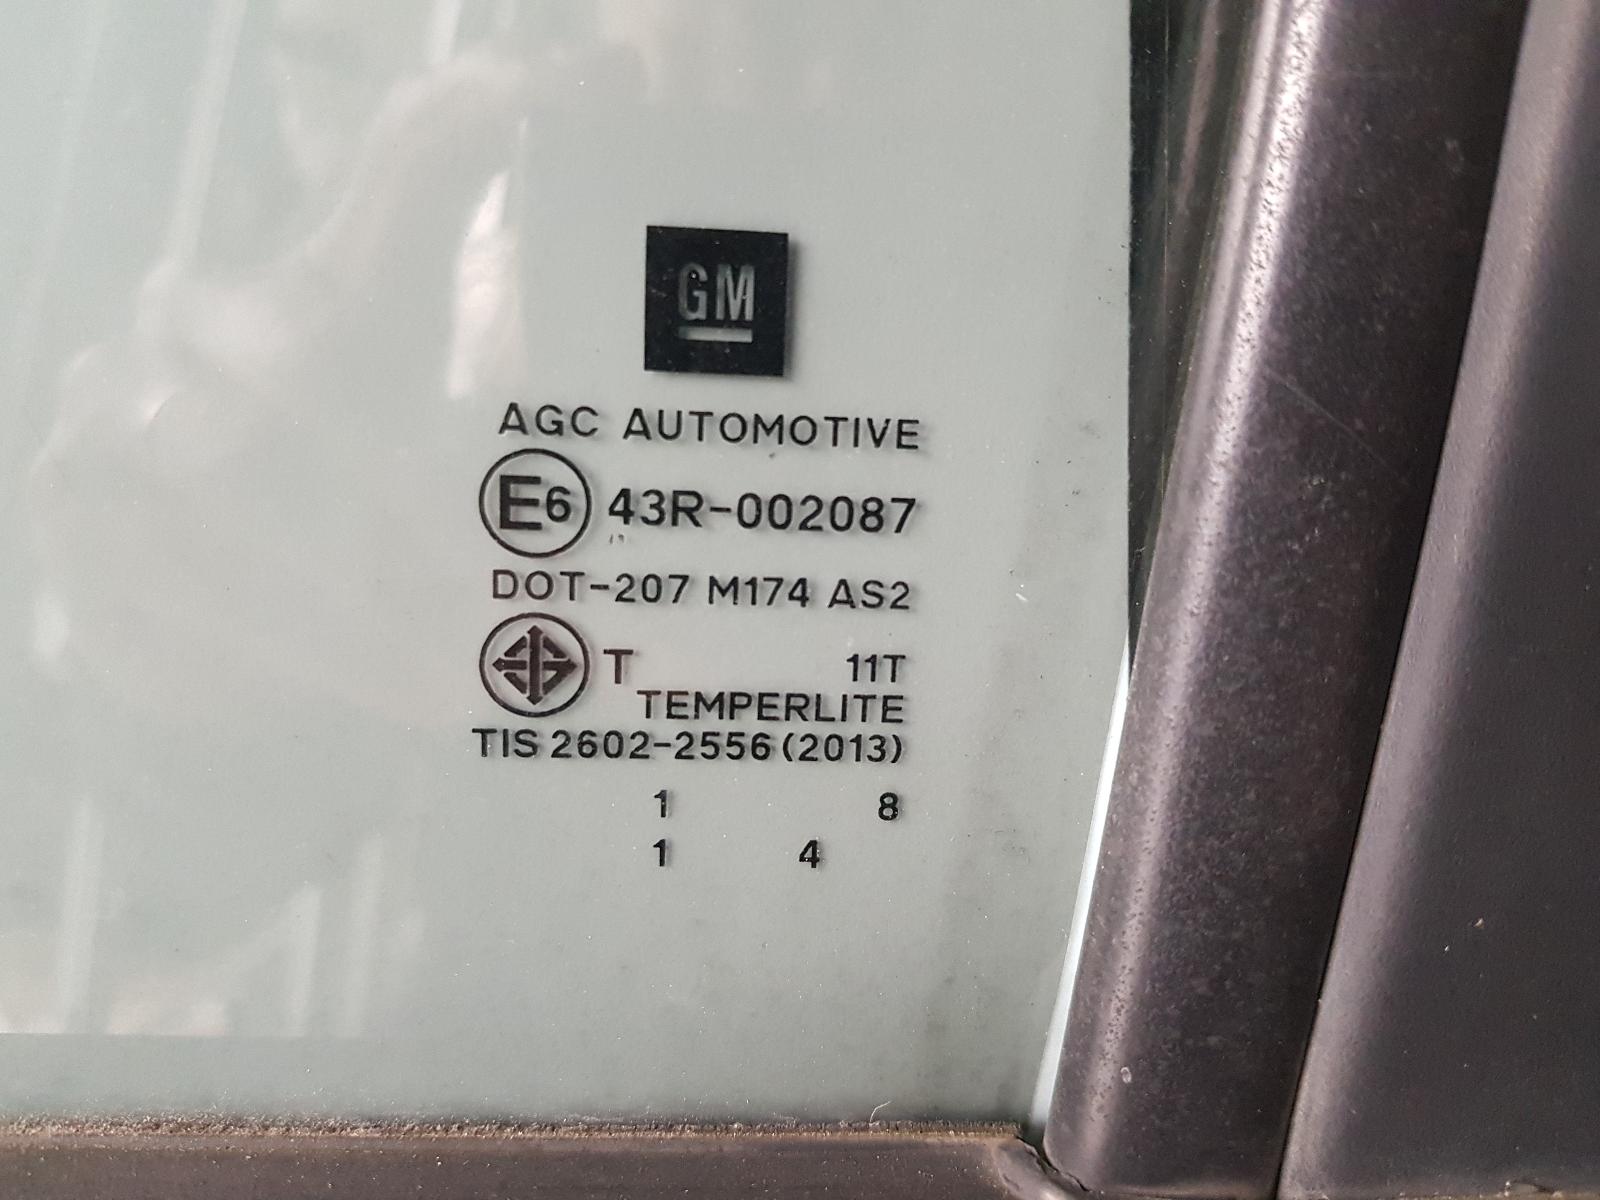 GM
AGC AUTOMOTIVE
E6 43R-002087
DOT-207 M174 AS2
T 11T
TEMPERLITE
TIS 2602-2556 (2013)
1 8
1 4